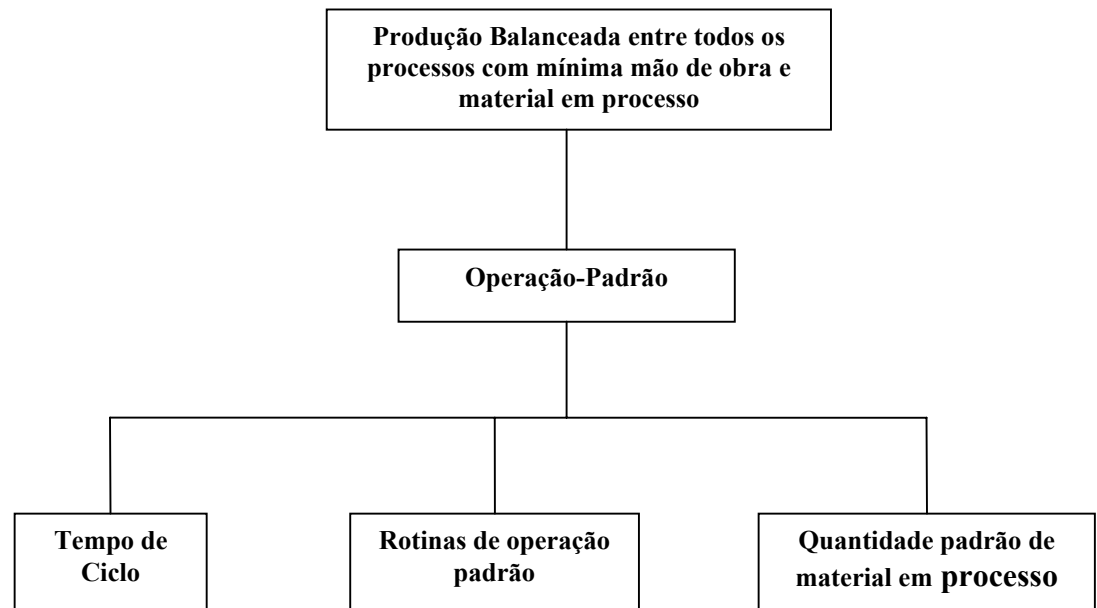 Produção Balanceada entre todos os
processos com mínima mão de obra e
material em processo
Operação-Padrão
Tempo de
Ciclo
Rotinas de operação
padrão
Quantidade padrão de
material em processo